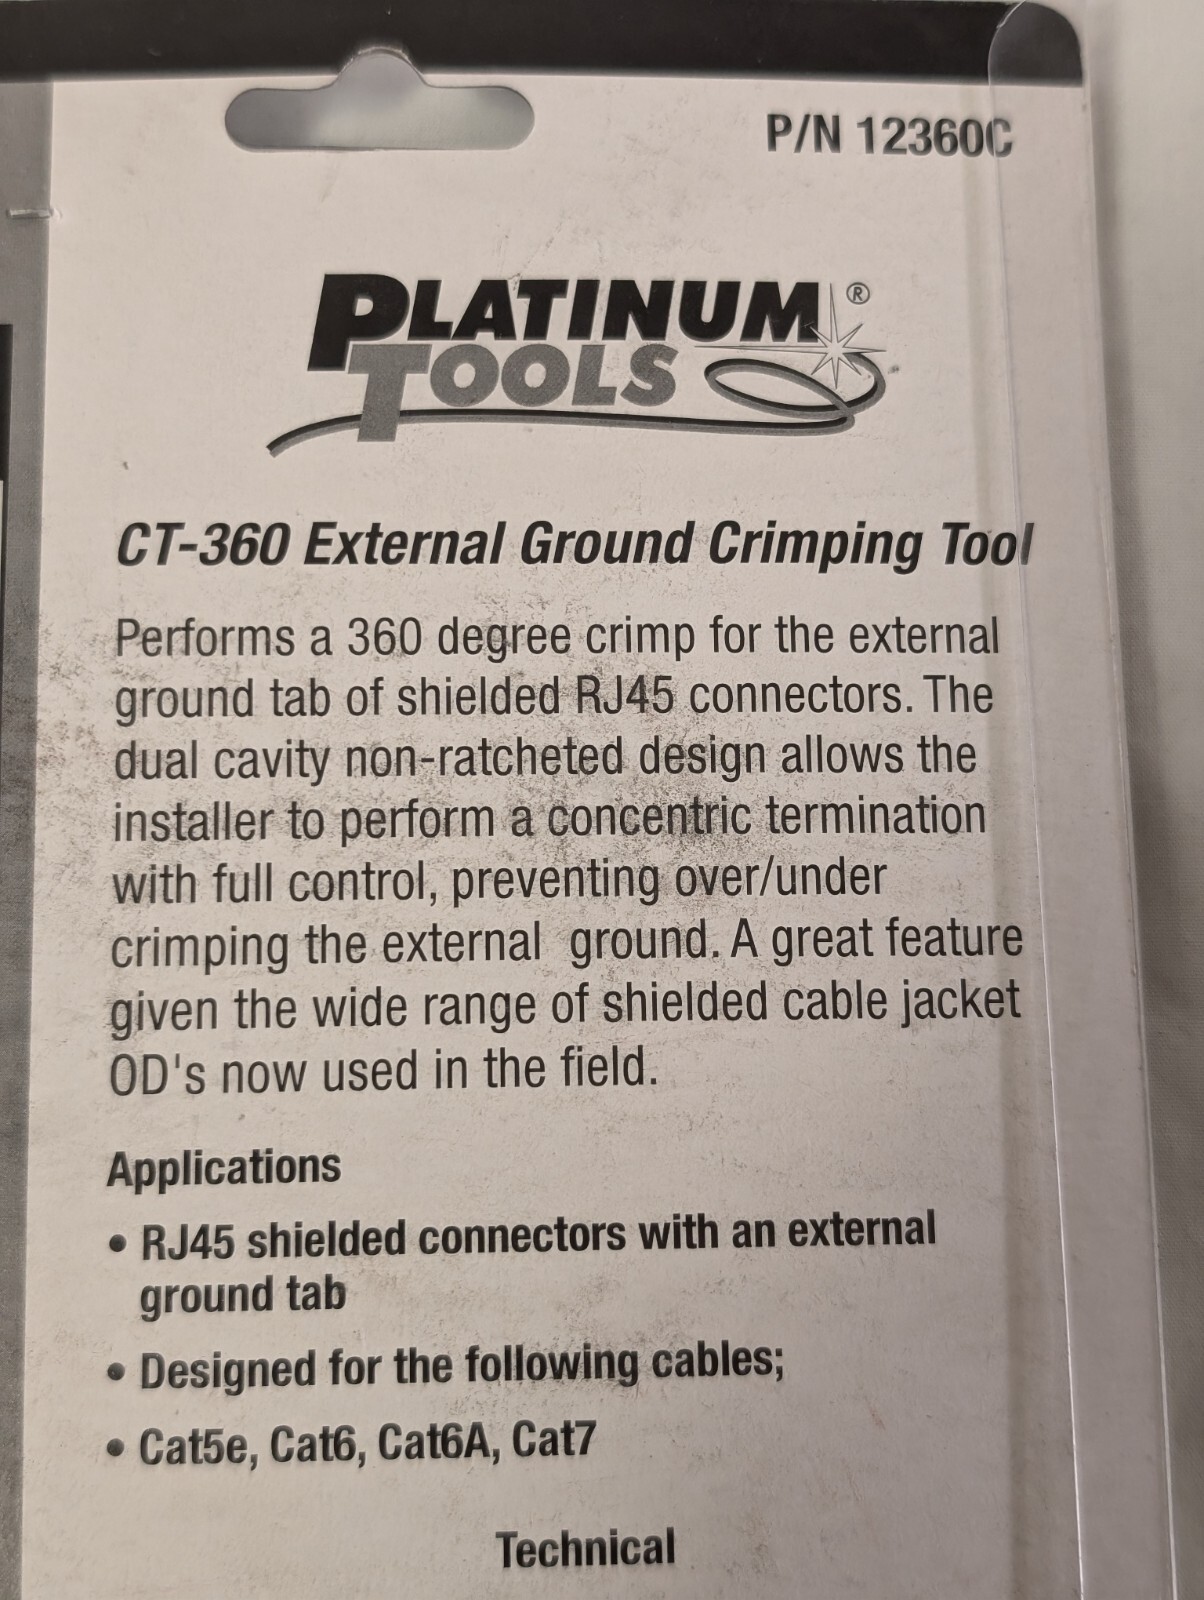 P/N 12360C
PLATINUM®
TOOLS
CT-360 External Ground Crimping Tool
Performs a 360 degree crimp for the external
ground tab of shielded RJ45 connectors. The
dual cavity non-ratcheted design allows the
installer to perform a concentric termination
with full control, preventing over/under
crimping the external  ground. A great feature
given the wide range of shielded cable jacket
OD's now used in the field.
Applications
• RJ45 shielded connectors with an external
ground tab
• Designed for the following cables;
• Cat5e, Cat6, Cat6A, Cat7
Technical